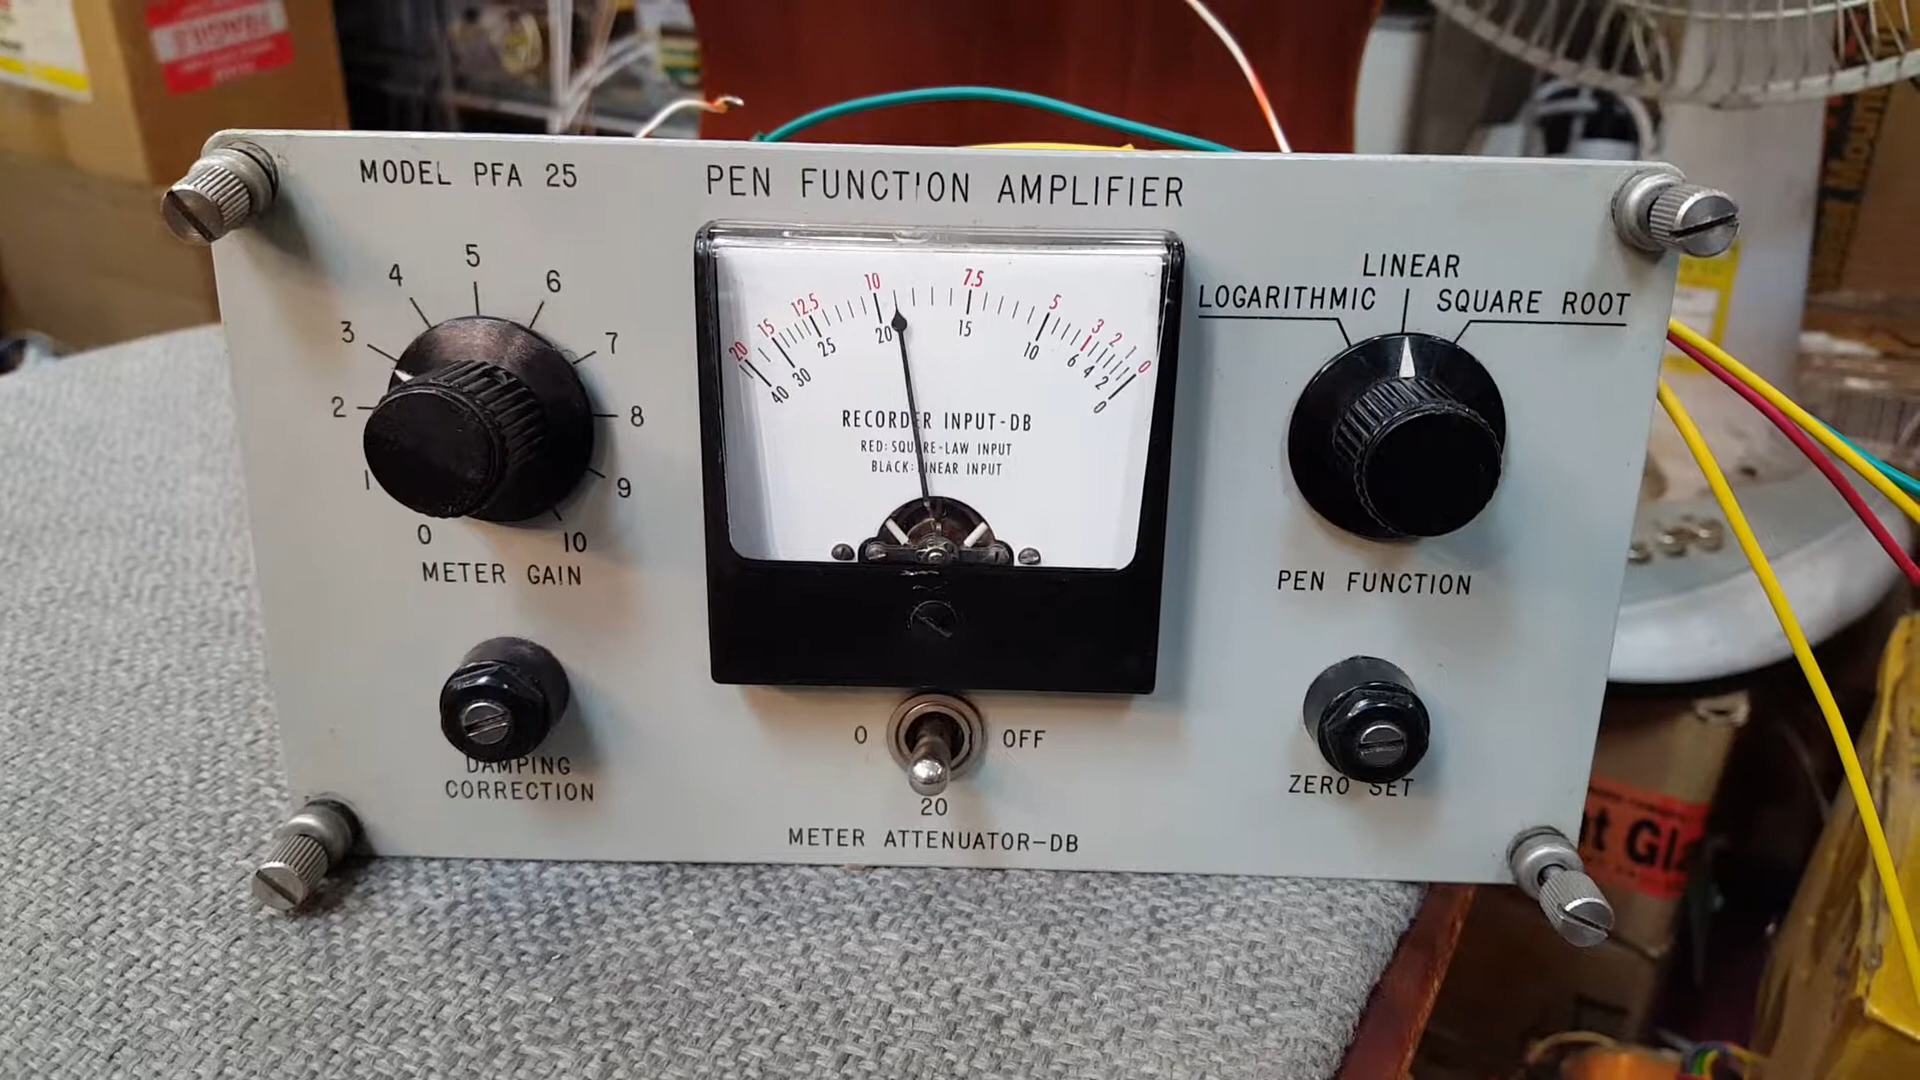 FRAGILE
MODEL PFA 25
PEN FUNCTION AMPLIFIER
0
1
2
3
4
5
6
7
8
9
10
METER GAIN
20 15 12.5 10 7.5 5 3 2 1 0
40 30 25 20 15 10 6 4 2 0
RECORDER INPUT-DB
RED: SQUARE-LAW INPUT
BLACK: LINEAR INPUT
LINEAR
LOGARITHMIC
SQUARE ROOT
PEN FUNCTION
DAMPING
CORRECTION
0
OFF
20
METER ATTENUATOR-DB
ZERO SET